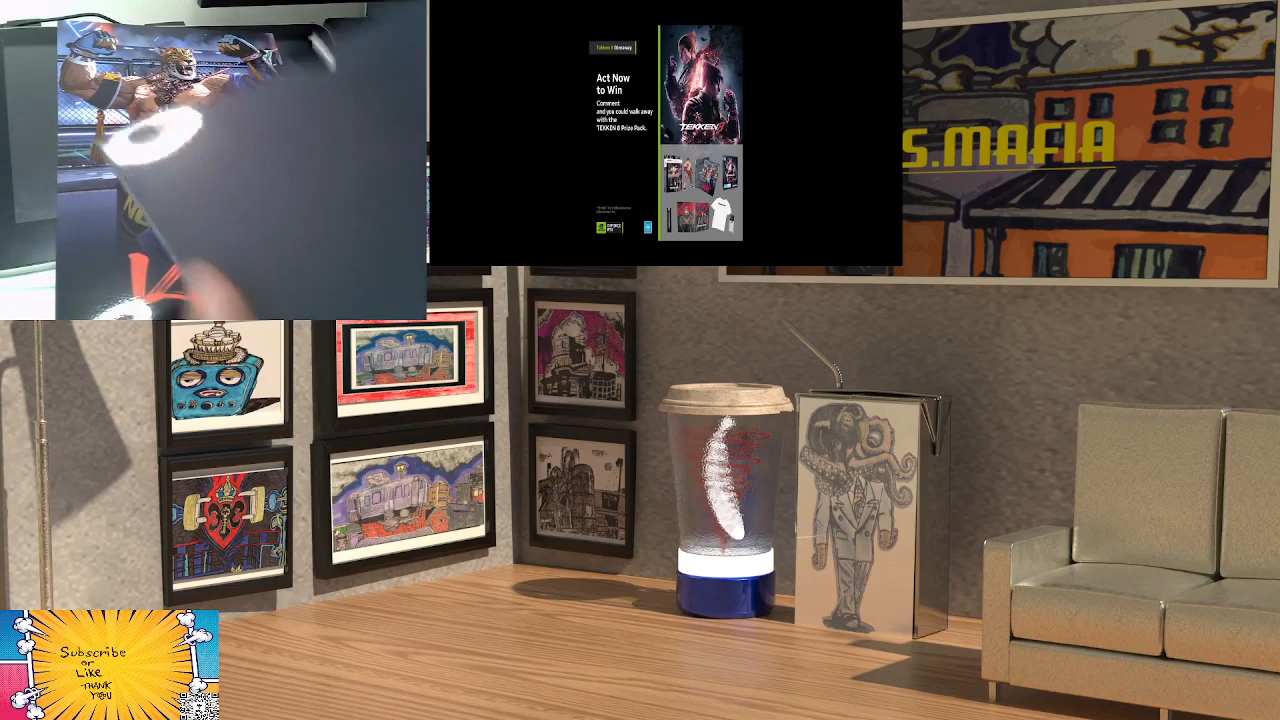 Tekken 8 Giveaway
Act Now
to Win
Comment
and you could walk away
with the
TEKKEN 8 Prize Pack.
TEKKEN
S.MAFIA
Subscribe
or
Like
THANK
YOU